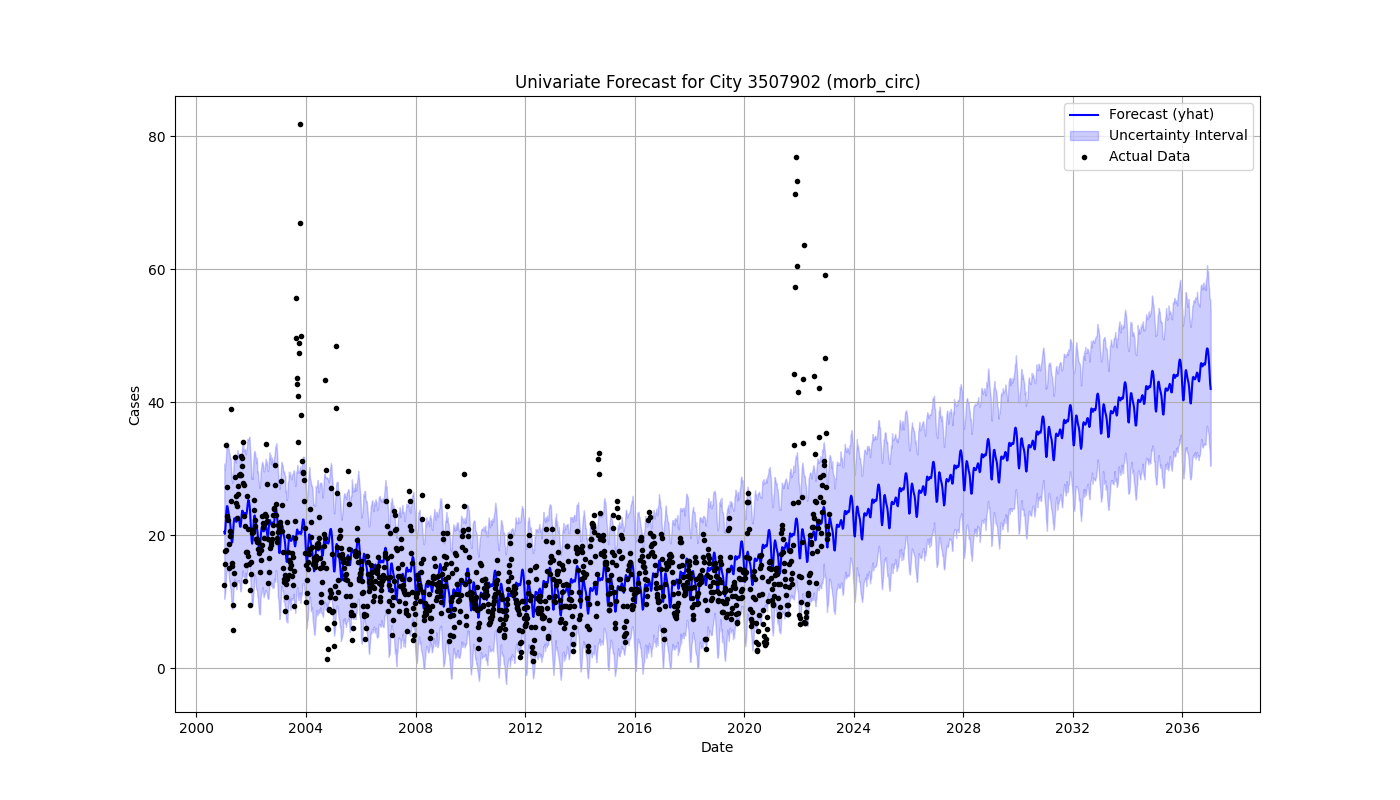 Univariate Forecast for City 3507902 (morb_circ)
Forecast (yhat)
Uncertainty Interval
Actual Data
80
60
40
20
0
Cases
2000 2004 2008 2012 2016 2020 2024 2028 2032 2036
Date